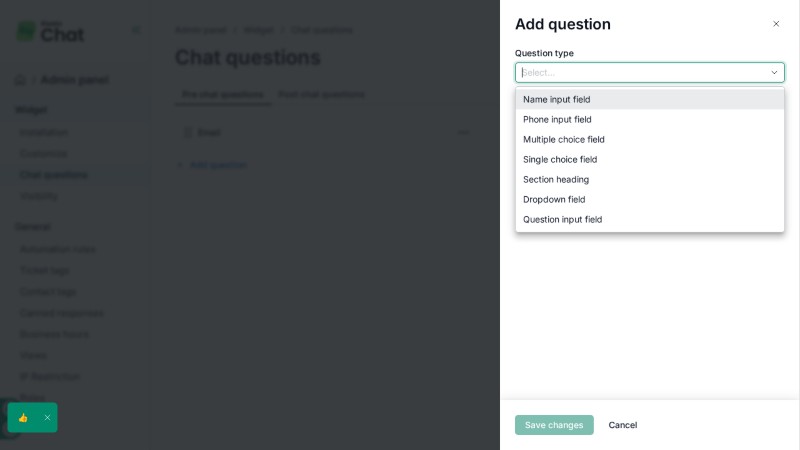 Add question
Question type
Select...
Name input field
Phone input field
Multiple choice field
Single choice field
Section heading
Dropdown field
Question input field
Save changes
Cancel
Chat
Admin panel
Widget
Installation
Customize
Chat questions
Visibility
General
Automation rules
Ticket tags
Contact tags
Canned responses
Business hours
Views
IP Restriction
Admin panel / Widget / Chat questions
Chat questions
Pre chat questions
Post chat questions
Email
Add question